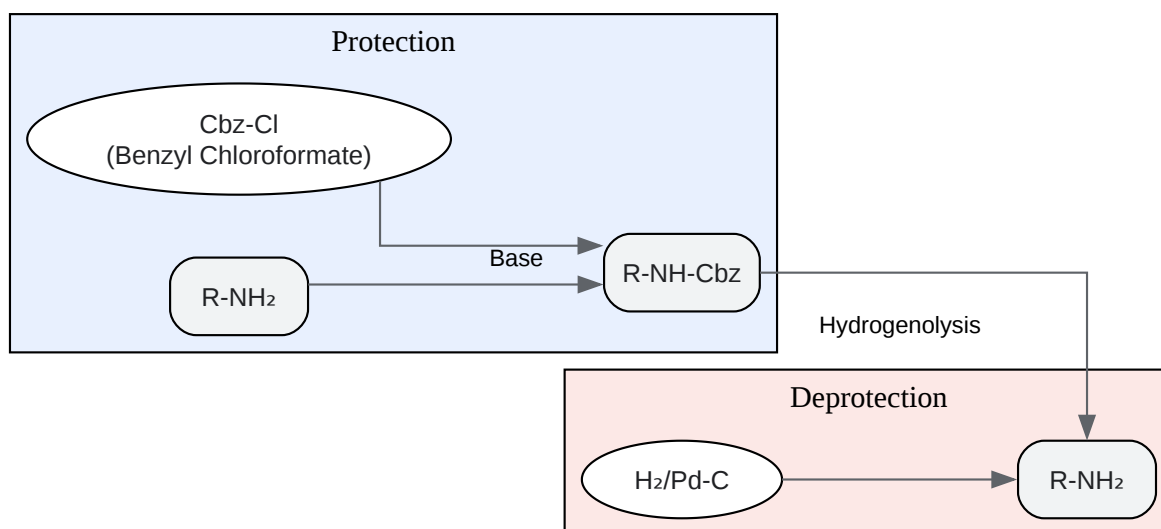 Protection
Cbz-Cl
(Benzyl Chloroformate)
Base
R-NH-Cbz
R-NH₂
Hydrogenolysis
Deprotection
H₂/Pd-C
R-NH₂